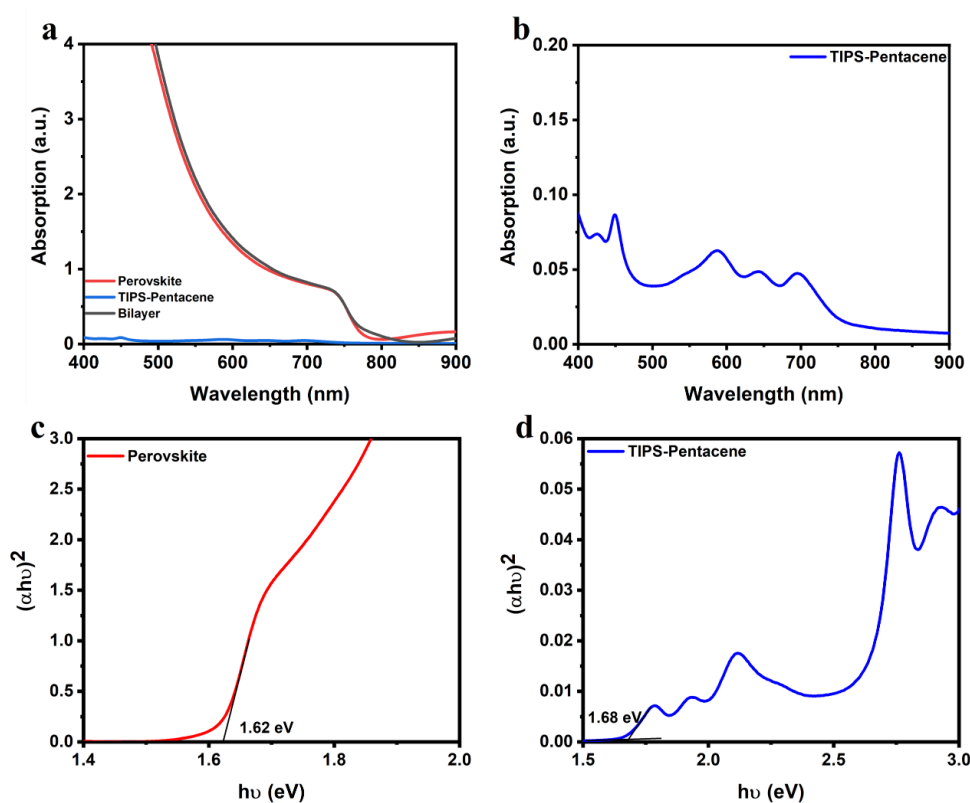 a
4
3
2
1
0
Absorption (a.u.)
Perovskite
TIPS-Pentacene
Bilayer
400 500 600 700 800 900
Wavelength (nm)
b
0.20
0.15
0.10
0.05
0.00
Absorption (a.u.)
TIPS-Pentacene
400 500 600 700 800 900
Wavelength (nm)
c
3.0
2.5
2.0
1.5
1.0
0.5
0.0
(αhυ)²
Perovskite
1.62 eV
1.4 1.6 1.8 2.0
hυ (eV)
d
0.06
0.05
0.04
0.03
0.02
0.01
0.00
(αhυ)²
TIPS-Pentacene
1.68 eV
1.5 2.0 2.5 3.0
hυ (eV)